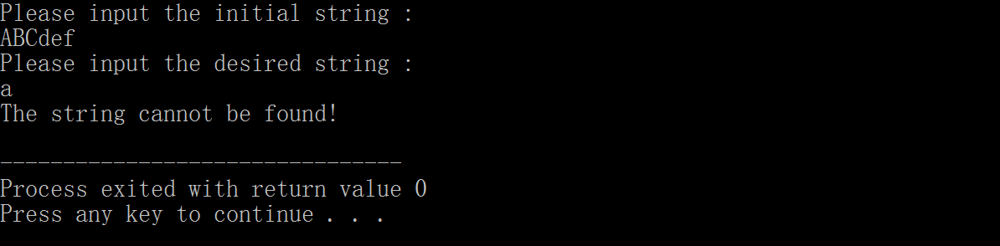 Please input the initial string :
ABCdef
Please input the desired string :
a
The string cannot be found!
--------------------------------
Process exited with return value 0
Press any key to continue . . .